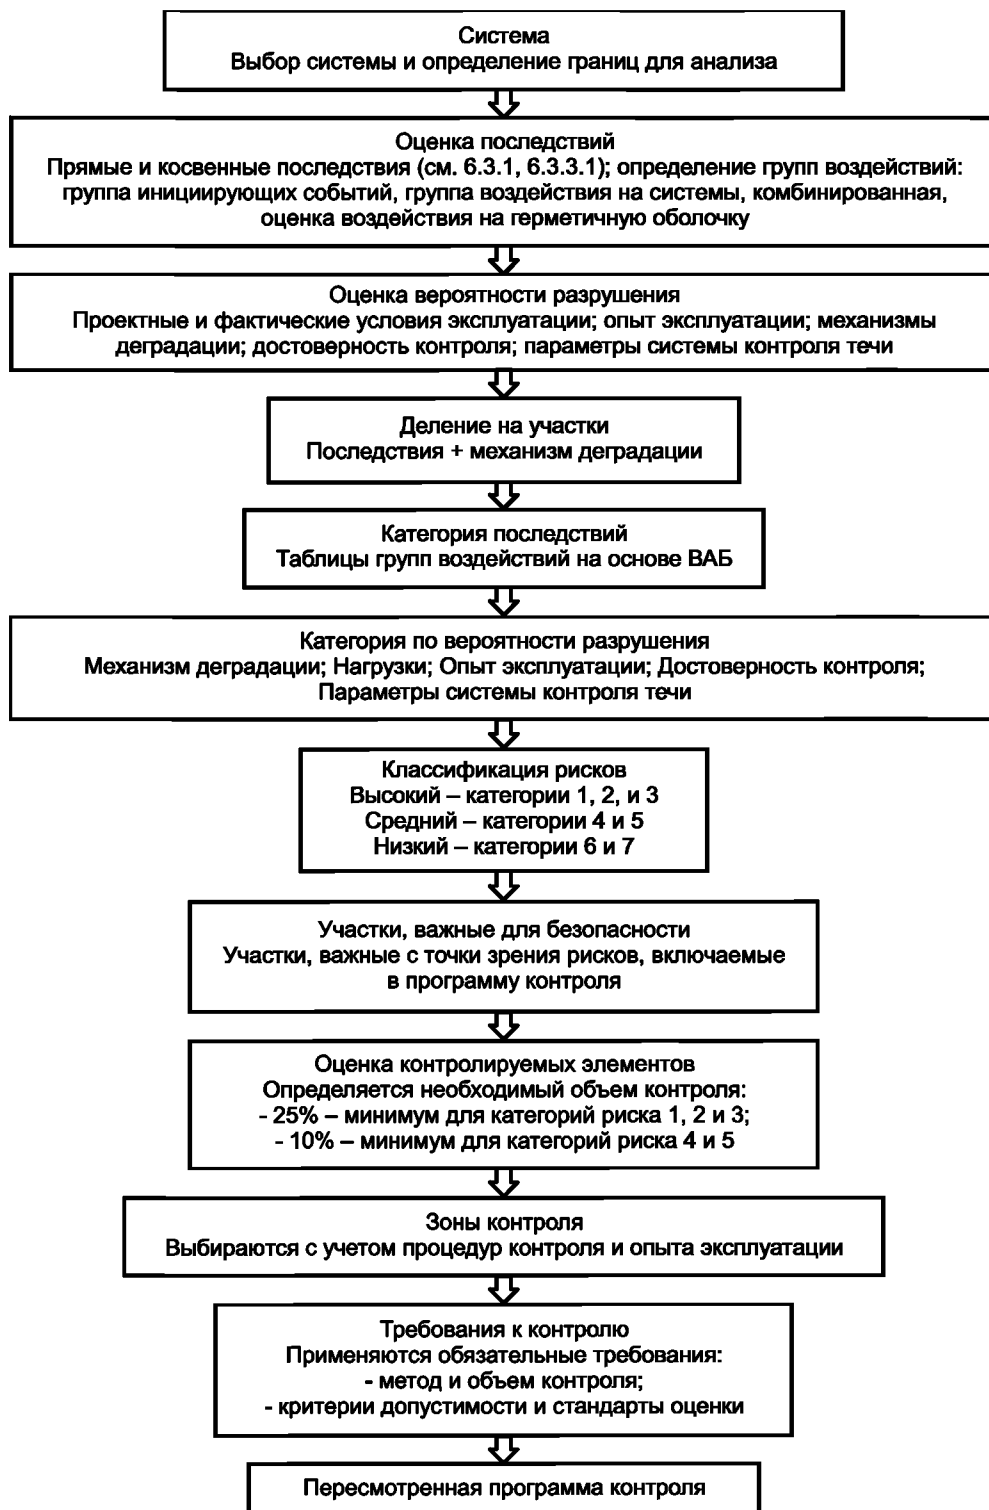 Система
Выбор системы и определение границ для анализа
Оценка последствий
Прямые и косвенные последствия (см. 6.3.1, 6.3.3.1); определение групп воздействий:
группа инициирующих событий, группа воздействия на системы, комбинированная,
оценка воздействия на герметичную оболочку
Оценка вероятности разрушения
Проектные и фактические условия эксплуатации; опыт эксплуатации; механизмы
деградации; достоверность контроля; параметры системы контроля течи
Деление на участки
Последствия + механизм деградации
Категория последствий
Таблицы групп воздействий на основе ВАБ
Категория по вероятности разрушения
Механизм деградации; Нагрузки; Опыт эксплуатации; Достоверность контроля;
Параметры системы контроля течи
Классификация рисков
Высокий – категории 1, 2, и 3
Средний – категории 4 и 5
Низкий – категории 6 и 7
Участки, важные для безопасности
Участки, важные с точки зрения рисков, включаемые
в программу контроля
Оценка контролируемых элементов
Определяется необходимый объем контроля:
- 25% – минимум для категорий риска 1, 2 и 3;
- 10% – минимум для категорий риска 4 и 5
Зоны контроля
Выбираются с учетом процедур контроля и опыта эксплуатации
Требования к контролю
Применяются обязательные требования:
- метод и объем контроля;
- критерии допустимости и стандарты оценки
Пересмотренная программа контроля